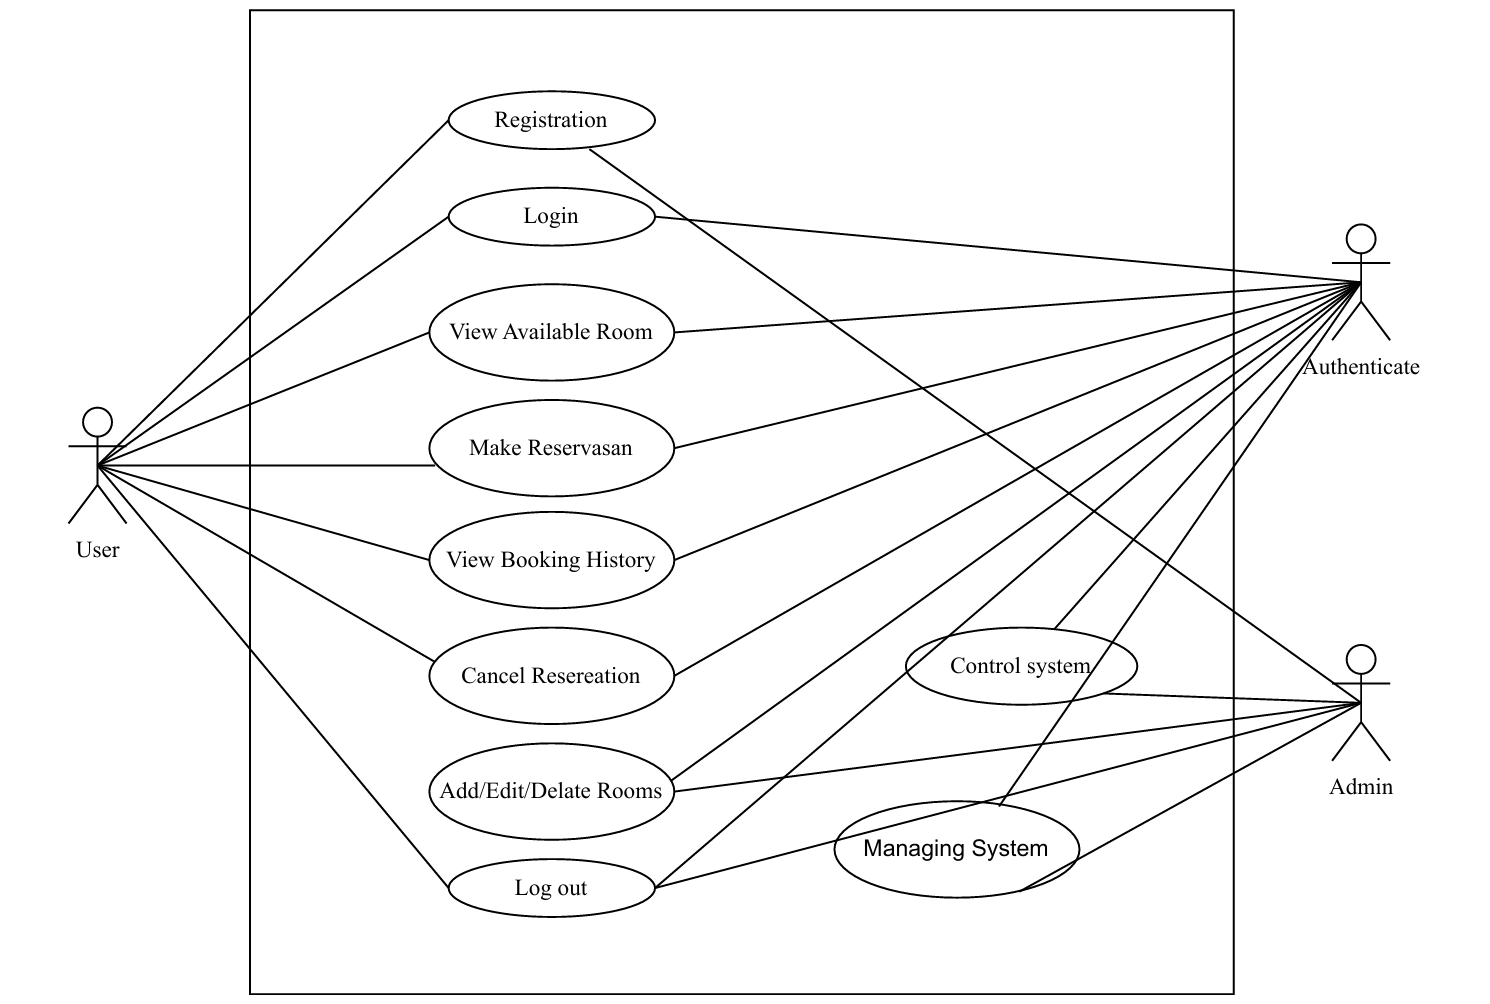 Registration
Login
View Available Room
Make Reservasan
View Booking History
Cancel Resereation
Add/Edit/Delate Rooms
Log out
Control system
Managing System
User
Authenticate
Admin